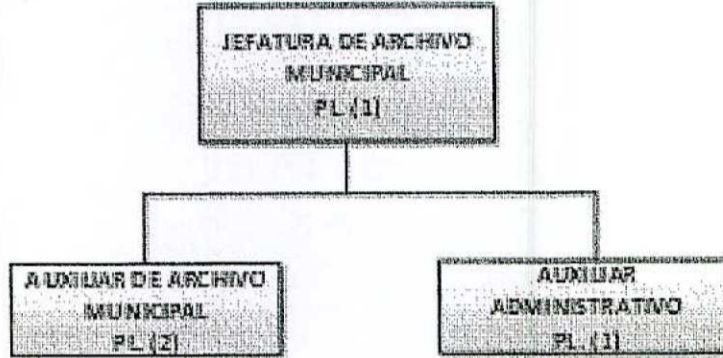 JEFATURA DE ARCHIVO
MUNICIPAL
PL (1)
AUXILIAR DE ARCHIVO
MUNICIPAL
PL (2)
AUXILIAR
ADMINISTRATIVO
PL. (1)